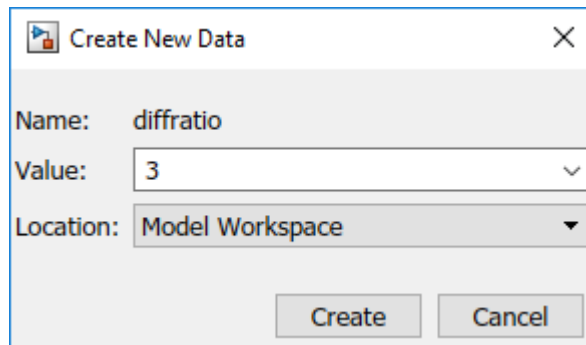 Create New Data
Name: diffratio
Value: 3
Location: Model Workspace
Create Cancel